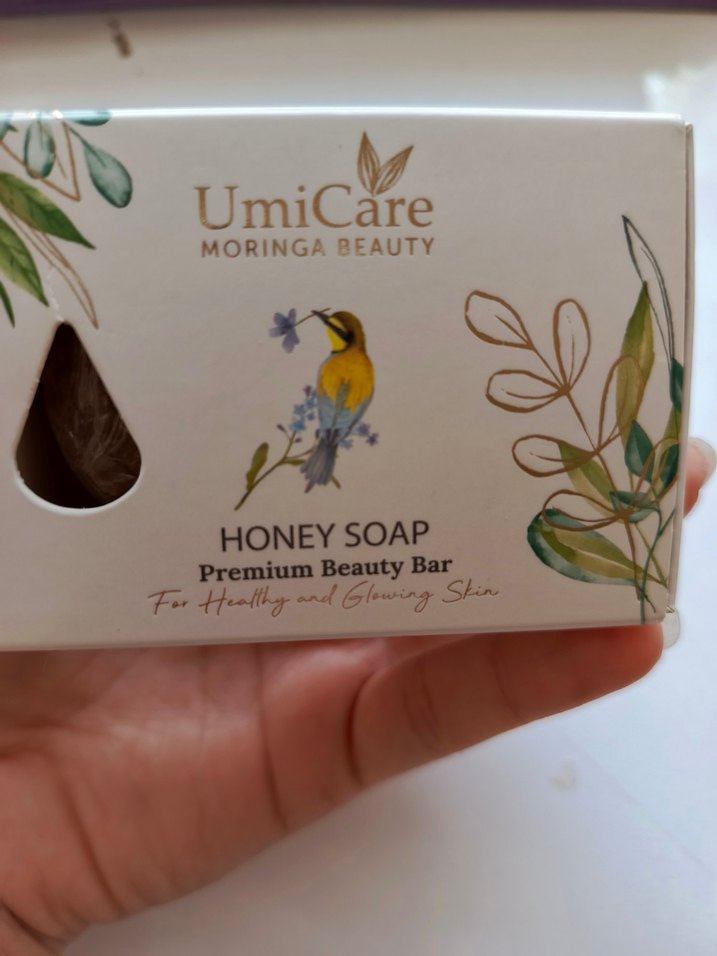 UmiCare
MORINGA BEAUTY
HONEY SOAP
Premium Beauty Bar
For Healthy and Glowing Skin